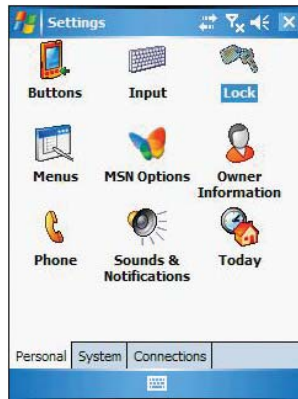 Settings
Buttons Input Lock
Menus MSN Options Owner
Information
Phone Sounds & Today
Notifications
Personal System Connections